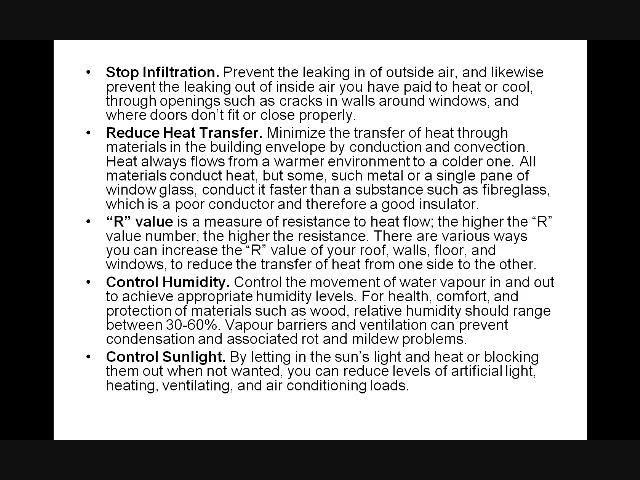 • Stop Infiltration. Prevent the leaking in of outside air, and likewise
prevent the leaking out of inside air you have paid to heat or cool,
through openings such as cracks in walls around windows, and
where doors don't fit or close properly.
• Reduce Heat Transfer. Minimize the transfer of heat through
materials in the building envelope by conduction and convection.
Heat always flows from a warmer environment to a colder one. All
materials conduct heat, but some, such metal or a single pane of
window glass, conduct it faster than a substance such as fibreglass,
which is a poor conductor and therefore a good insulator.
• “R” value is a measure of resistance to heat flow; the higher the “R”
value number, the higher the resistance. There are various ways
you can increase the “R” value of your roof, walls, floor, and
windows, to reduce the transfer of heat from one side to the other.
• Control Humidity. Control the movement of water vapour in and out
to achieve appropriate humidity levels. For health, comfort, and
protection of materials such as wood, relative humidity should range
between 30-60%. Vapour barriers and ventilation can prevent
condensation and associated rot and mildew problems.
• Control Sunlight. By letting in the sun's light and heat or blocking
them out when not wanted, you can reduce levels of artificial light,
heating, ventilating, and air conditioning loads.